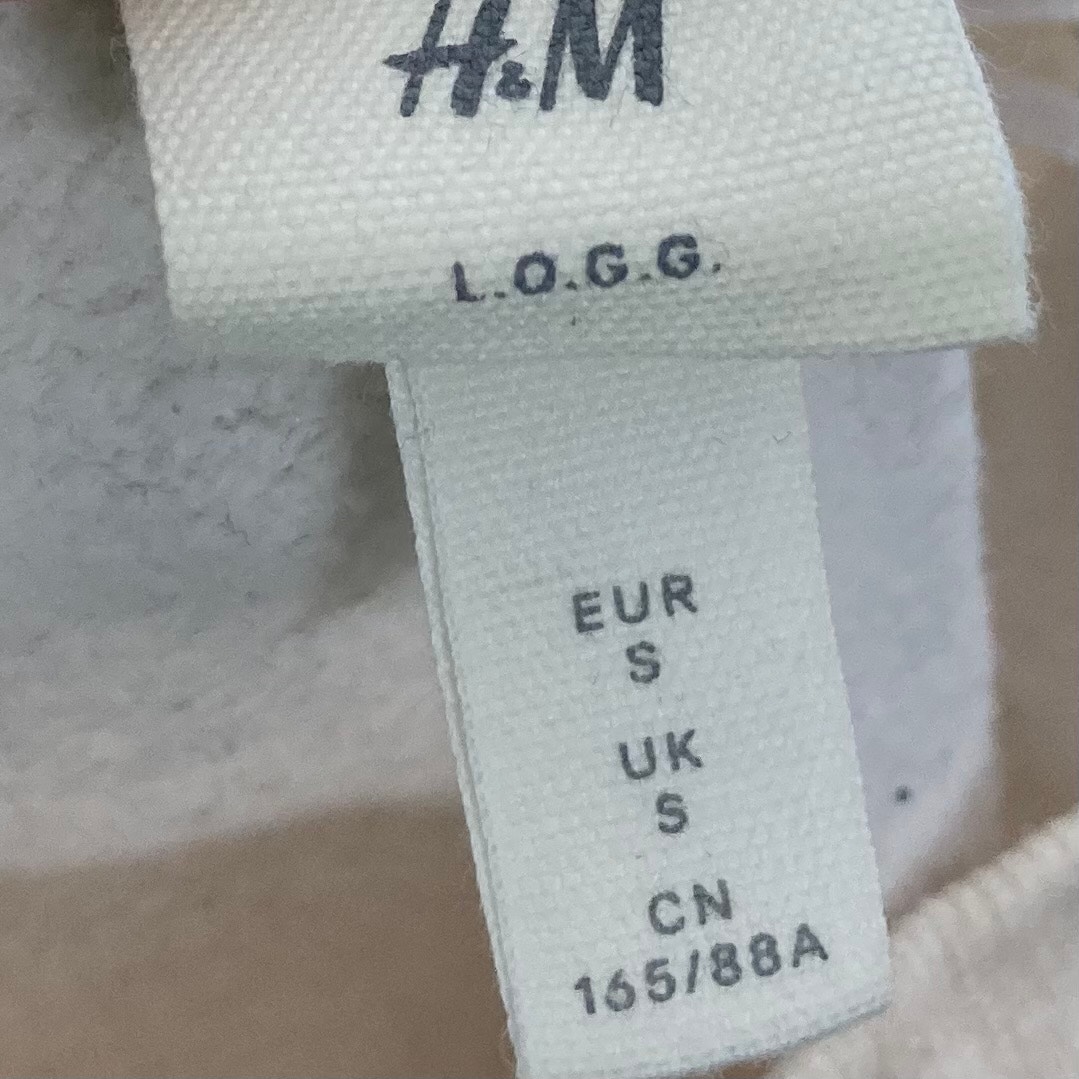 H&M
L.O.G.G.
EUR
S
UK
S
CN
165/88A